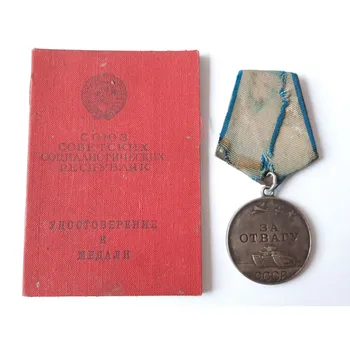 СОЮЗ
СОВЕТСКИХ
СОЦИАЛИСТИЧЕСКИХ
РЕСПУБЛИК
УДОСТОВЕРЕНИЕ
К
МЕДАЛИ
ЗА
ОТВАГУ
СССР